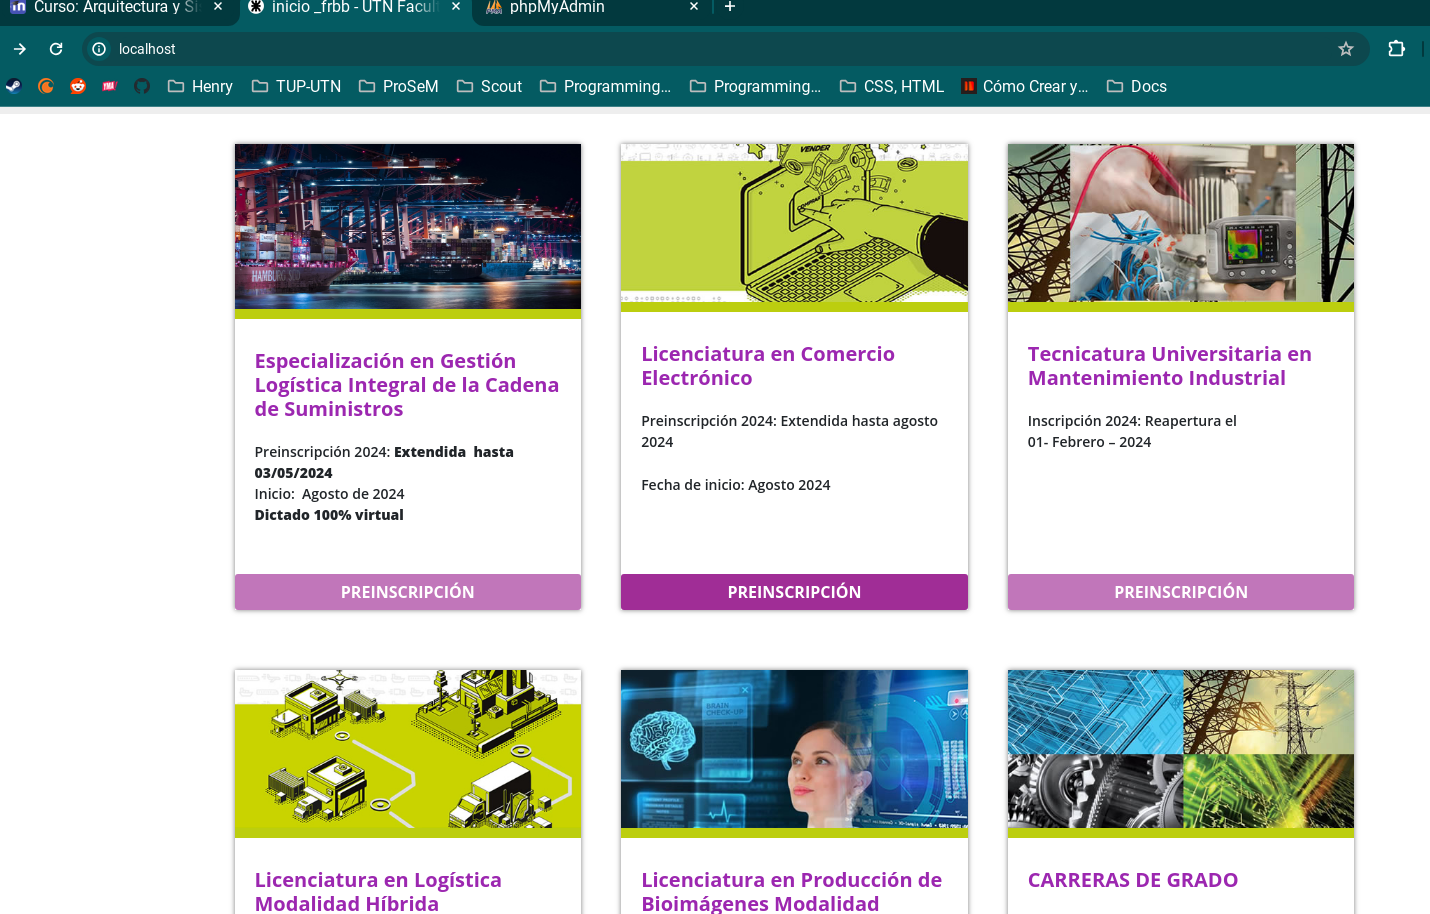 Curso: Arquitectura y Si
inicio _frbb - UTN Facul
phpMyAdmin
localhost
Henry
TUP-UTN
ProSeM
Scout
Programming...
Programming...
CSS, HTML
Cómo Crear y...
Docs
HAMBURG SÜD
VENDER
COMPRAR
Especialización en Gestión
Logística Integral de la Cadena
de Suministros
Preinscripción 2024: Extendida  hasta
03/05/2024
Inicio:  Agosto de 2024
Dictado 100% virtual
PREINSCRIPCIÓN
Licenciatura en Comercio
Electrónico
Preinscripción 2024: Extendida hasta agosto
2024
Fecha de inicio: Agosto 2024
PREINSCRIPCIÓN
Tecnicatura Universitaria en
Mantenimiento Industrial
Inscripción 2024: Reapertura el
01- Febrero – 2024
PREINSCRIPCIÓN
BRAIN
CHECK-UP
Licenciatura en Logística
Modalidad Híbrida
Licenciatura en Producción de
Bioimágenes Modalidad
CARRERAS DE GRADO